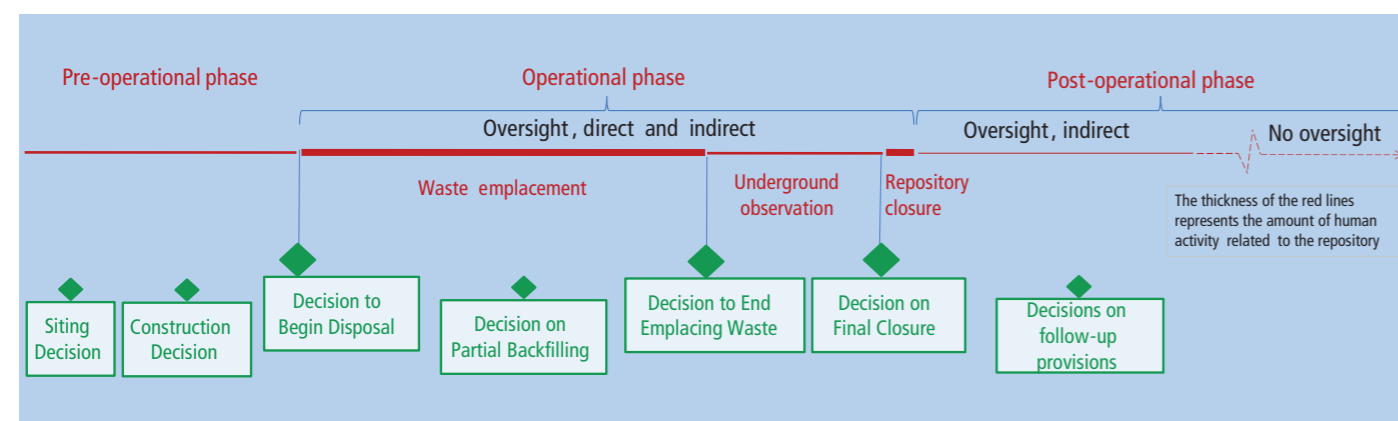 Pre-operational phase
Operational phase
Post-operational phase
Oversight, direct and indirect
Oversight, indirect
No oversight
Waste emplacement
Underground
observation
Repository
closure
The thickness of the red lines
represents the amount of human
activity related to the repository
Siting
Decision
Construction
Decision
Decision to
Begin Disposal
Decision on
Partial Backfilling
Decision to End
Emplacing Waste
Decision on
Final Closure
Decisions on
follow-up
provisions